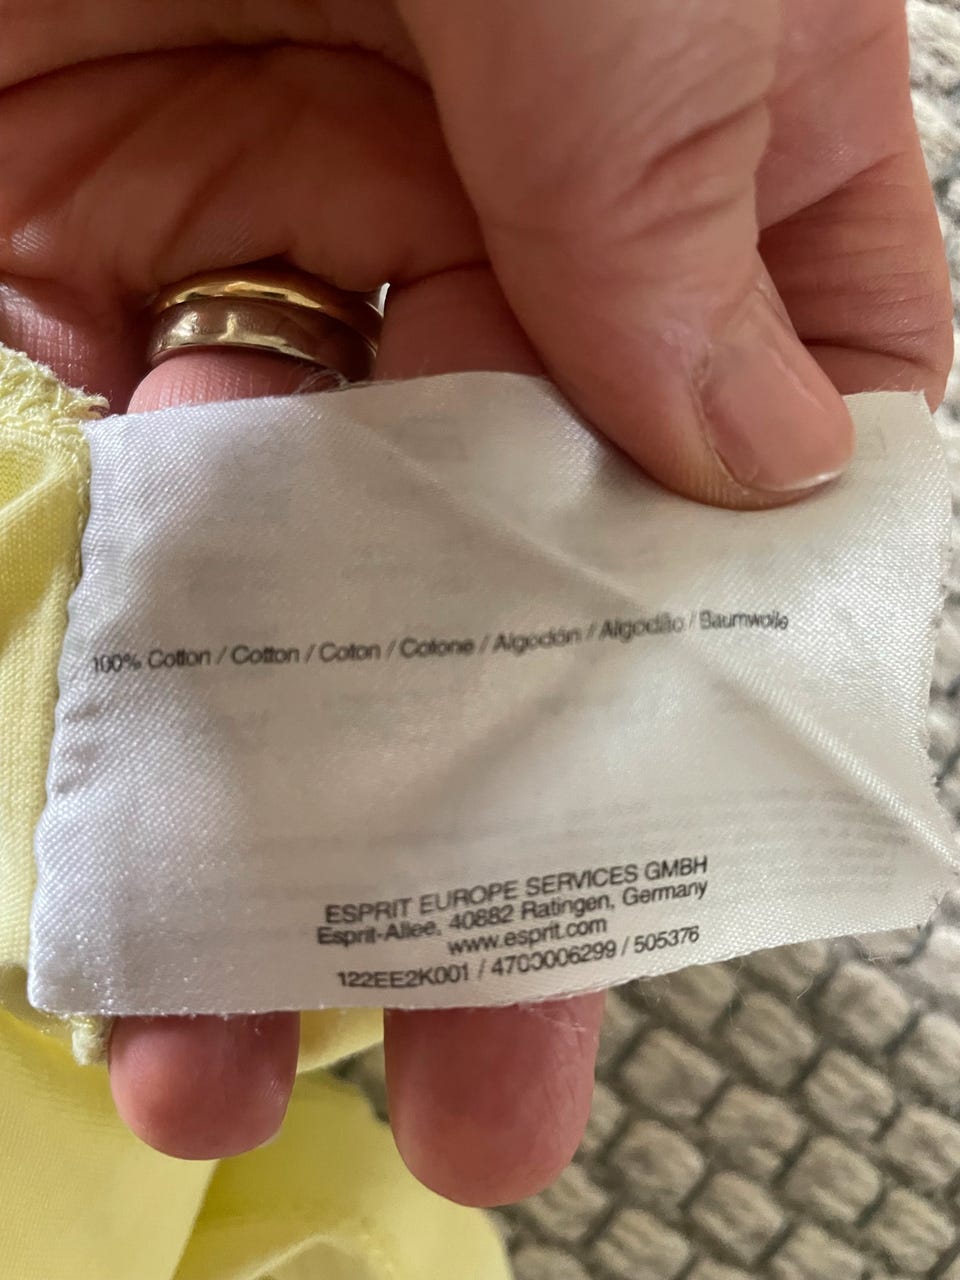 100% Cotton / Cotton / Coton / Cotone / Algodón / Algodão / Baumwolle
ESPRIT EUROPE SERVICES GMBH
Esprit-Allee, 40882 Ratingen, Germany
www.esprit.com
122EE2K001 / 4700006299 / 505376